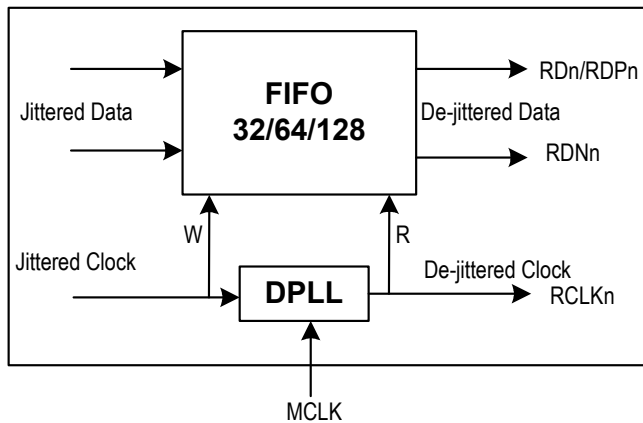 RDn/RDPn
FIFO
32/64/128
Jittered Data
De-jittered Data
RDNn
W
R
Jittered Clock
De-jittered Clock
DPLL
RCLKn
MCLK